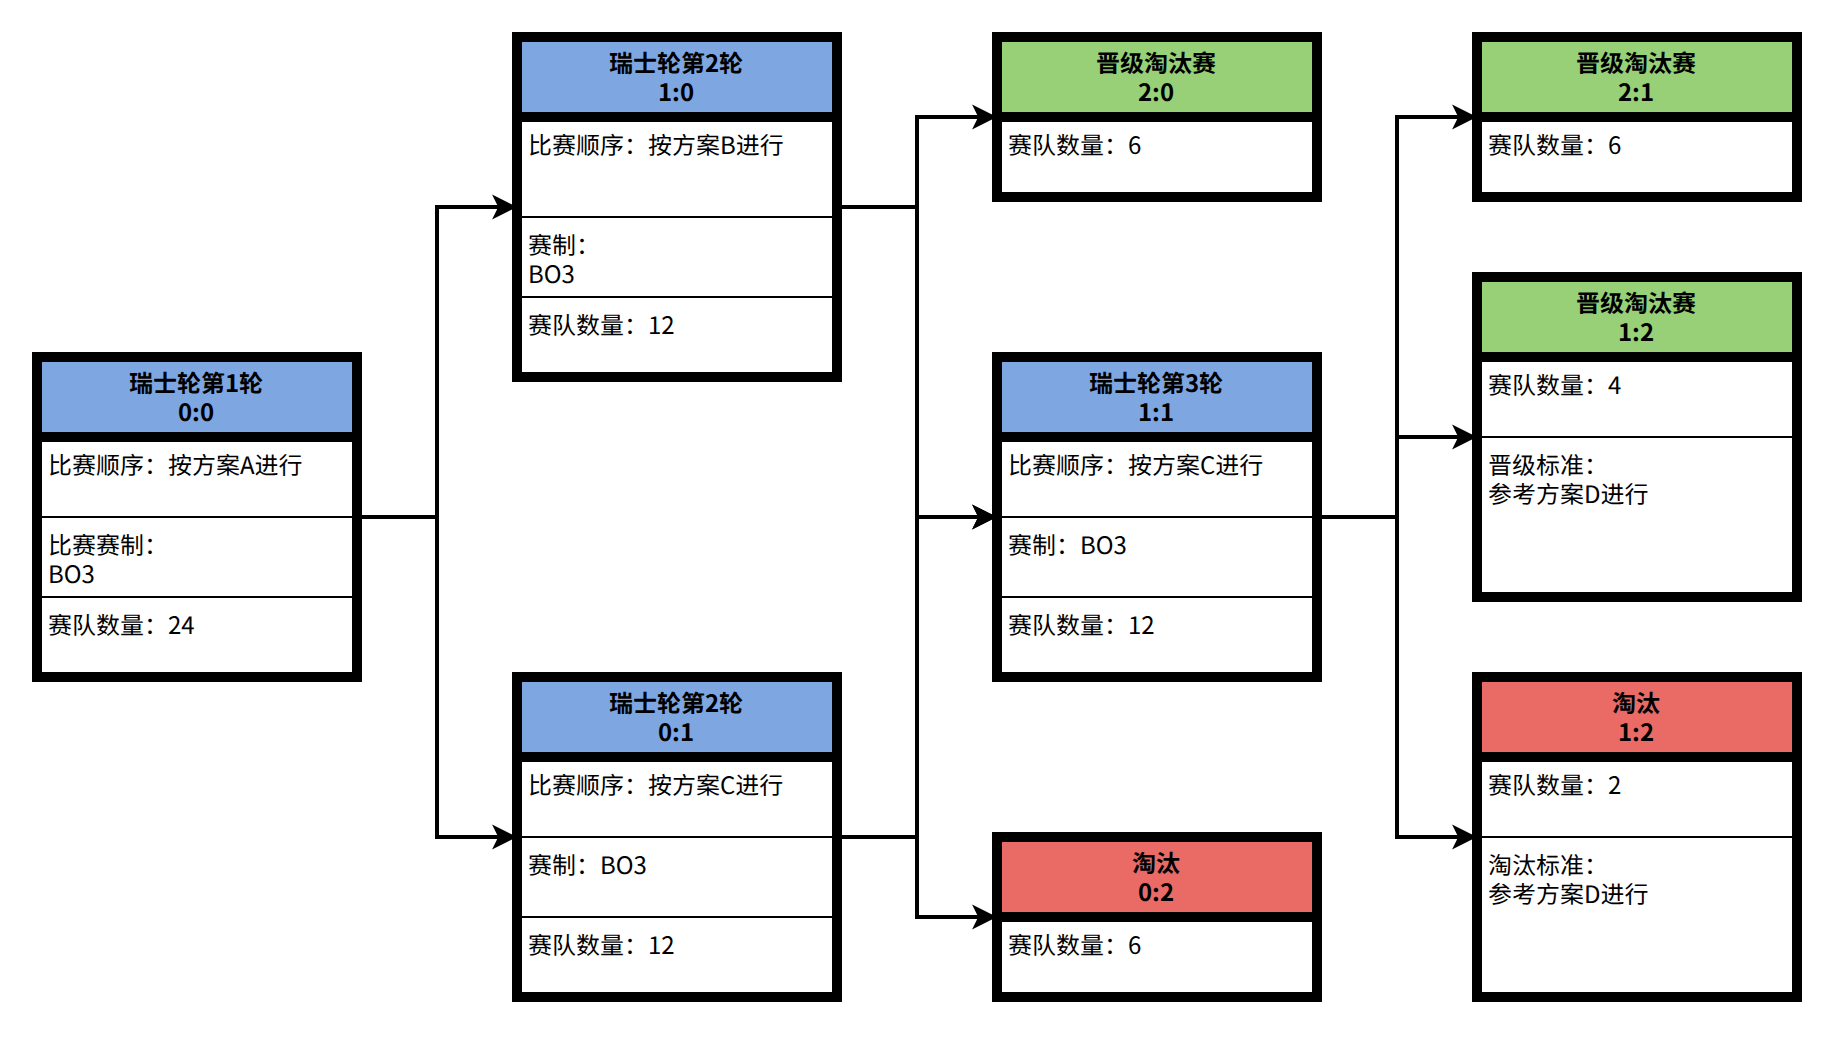 瑞士轮第1轮
0:0
比赛顺序：按方案A进行
比赛赛制：
BO3
赛队数量：24
瑞士轮第2轮
1:0
比赛顺序：按方案B进行
赛制：
BO3
赛队数量：12
瑞士轮第2轮
0:1
比赛顺序：按方案C进行
赛制：BO3
赛队数量：12
晋级淘汰赛
2:0
赛队数量：6
瑞士轮第3轮
1:1
比赛顺序：按方案C进行
赛制：BO3
赛队数量：12
淘汰
0:2
赛队数量：6
晋级淘汰赛
2:1
赛队数量：6
晋级淘汰赛
1:2
赛队数量：4
晋级标准：
参考方案D进行
淘汰
1:2
赛队数量：2
淘汰标准：
参考方案D进行